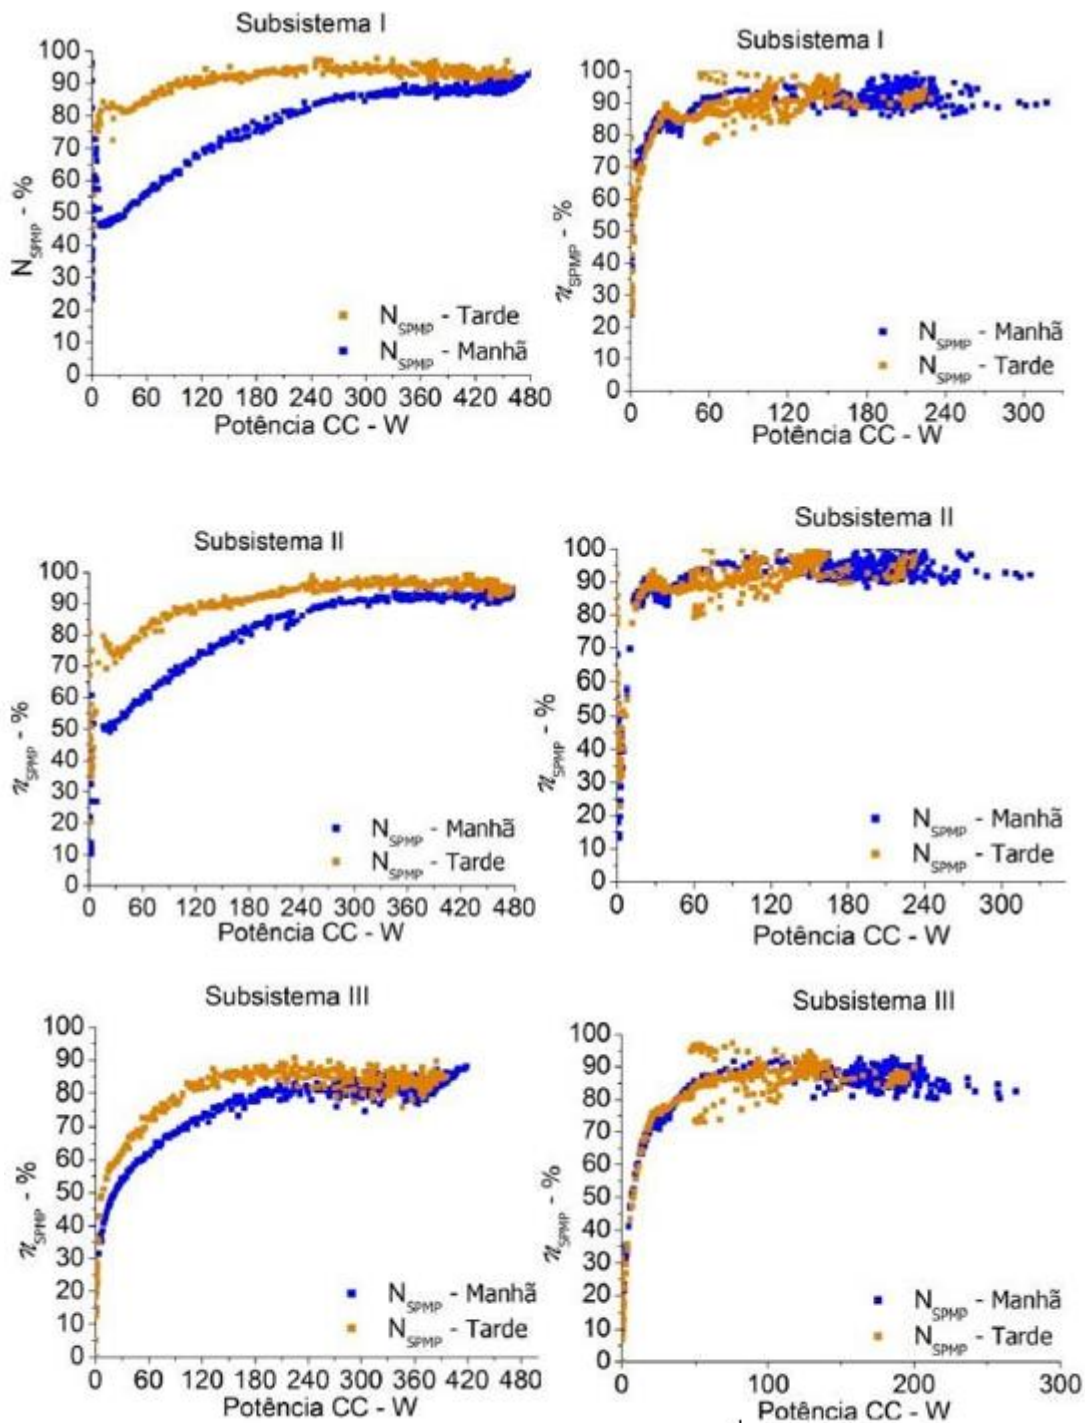 Subsistema I
100
90
80
70
60
50
40
30
20
10
0
N_SPMP - %
N_SPMP - Tarde
N_SPMP - Manhã
0 60 120 180 240 300 360 420 480
Potência CC - W
Subsistema I
100
90
80
70
60
50
40
30
20
10
0
η_SPMP - %
N_SPMP - Manhã
N_SPMP - Tarde
0 60 120 180 240 300
Potência CC - W
Subsistema II
100
90
80
70
60
50
40
30
20
10
0
η_SPMP - %
N_SPMP - Manhã
N_SPMP - Tarde
0 60 120 180 240 300 360 420 480
Potência CC - W
Subsistema II
100
90
80
70
60
50
40
30
20
10
0
η_SPMP - %
N_SPMP - Manhã
N_SPMP - Tarde
0 60 120 180 240 300
Potência CC - W
Subsistema III
100
90
80
70
60
50
40
30
20
10
0
η_SPMP - %
N_SPMP - Manhã
N_SPMP - Tarde
0 60 120 180 240 300 360 420 480
Potência CC - W
Subsistema III
100
90
80
70
60
50
40
30
20
10
0
η_SPMP - %
N_SPMP - Manhã
N_SPMP - Tarde
0 100 200 300
Potência CC - W